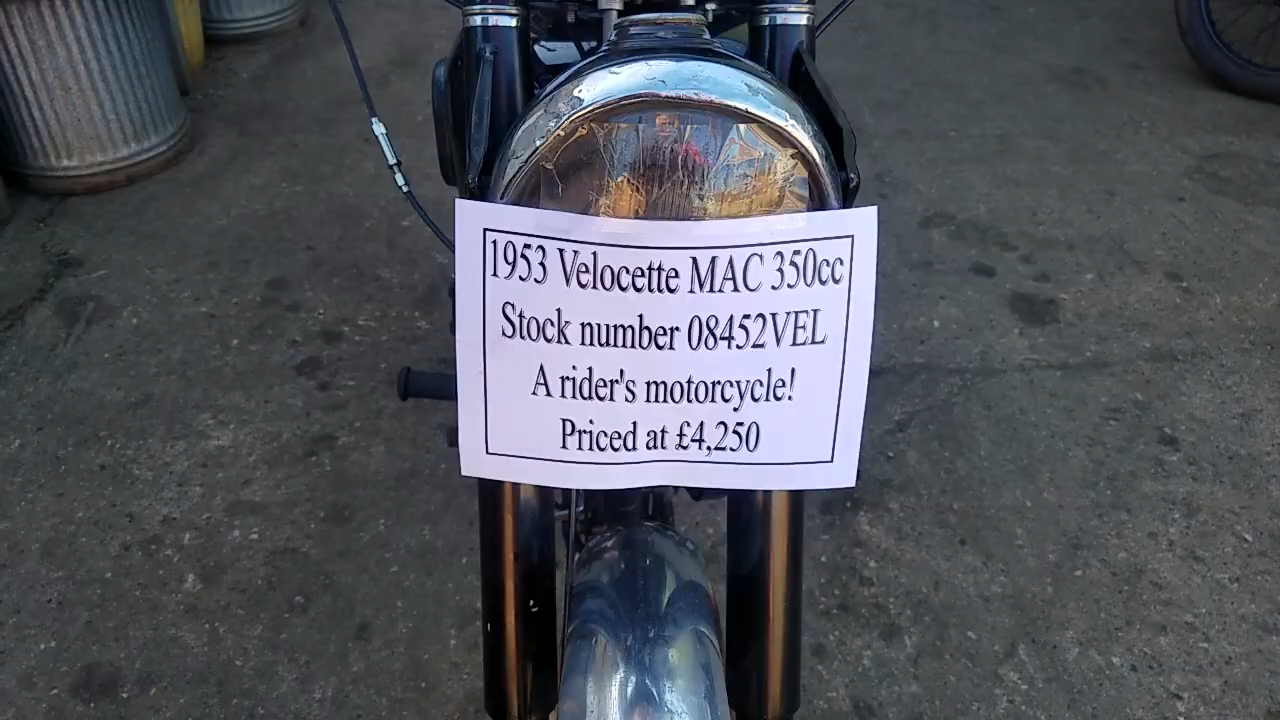 1953 Velocette MAC 350cc
Stock number 08452VEL
A rider's motorcycle!
Priced at £4,250